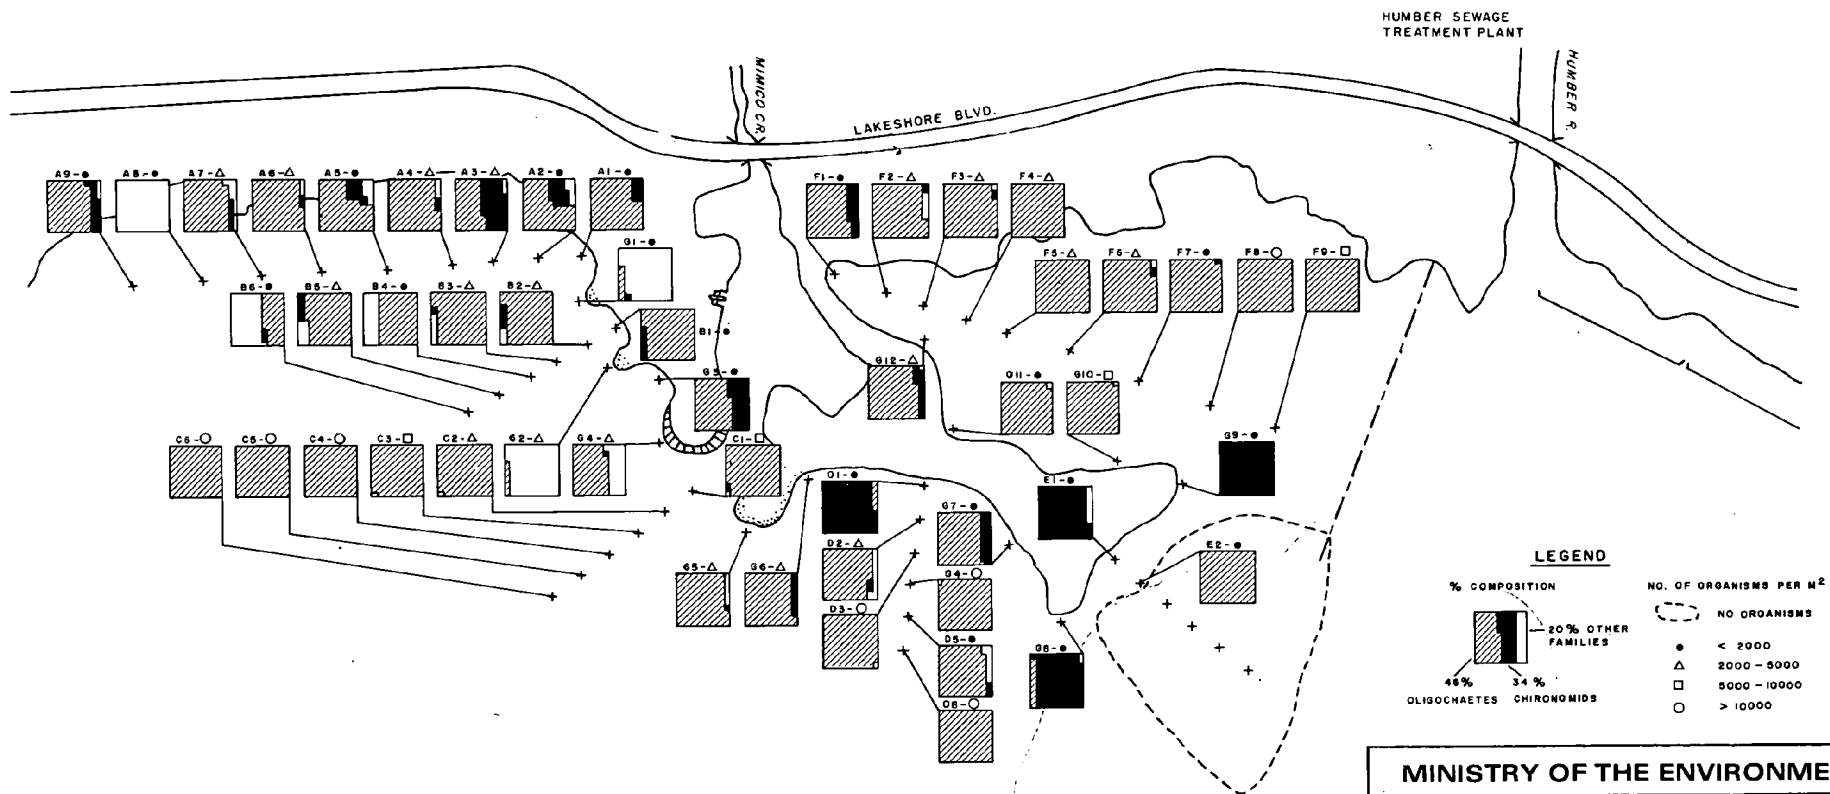 HUMBER SEWAGE
TREATMENT PLANT
HUMBER R.
MIMICO CR.
LAKESHORE BLVD.
A9-●
A8-●
A7-△
A6-△
A5-●
A4-△
A3-△
A2-●
A1-●
F1-●
F2-△
F3-△
F4-△
G1-●
F5-△
F6-△
F7-●
F8-○
F9-□
B6-●
B5-△
B4-●
B3-△
B2-△
B1-●
G3-●
G12-△
G11-●
G10-□
C6-○
C5-○
C4-○
C3-□
C2-△
G2-△
G4-△
C1-□
G9-●
D1-●
E1-●
G7-●
D2-△
E2-●
G5-△
G6-△
G4-○
D3-○
D5-●
G8-●
D6-○
LEGEND
% COMPOSITION
20% OTHER
FAMILIES
46%
34%
OLIGOCHAETES CHIRONOMIDS
NO. OF ORGANISMS PER M²
NO ORGANISMS
● < 2000
△ 2000-5000
□ 5000-10000
○ > 10000
MINISTRY OF THE ENVIRONME